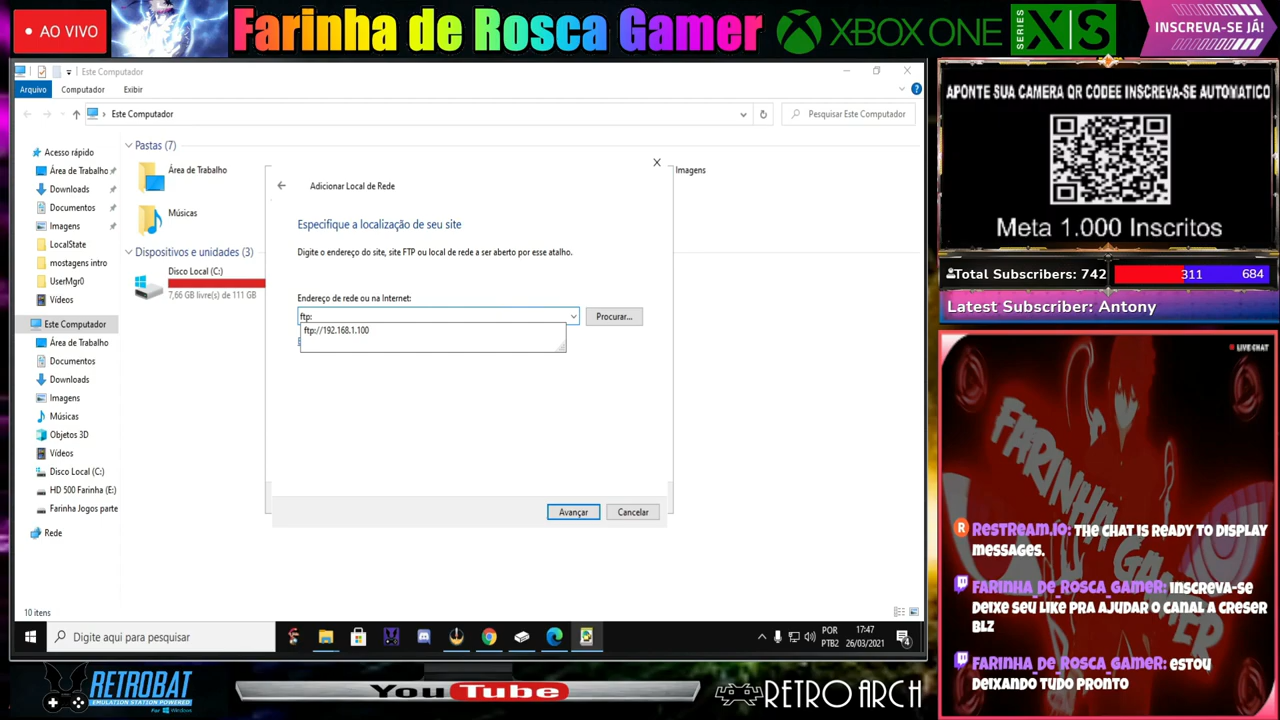 AO VIVO
Farinha de Rosca Gamer
XBOX ONE
SERIES X|S
INSCREVA-SE JÁ!
Este Computador
Arquivo
Computador
Exibir
Este Computador
Pesquisar Este Computador
Acesso rápido
Área de Trabalho
Downloads
Documentos
Imagens
LocalState
mostagens intro
UserMgr0
Vídeos
Este Computador
Área de Trabalho
Documentos
Downloads
Imagens
Músicas
Objetos 3D
Vídeos
Disco Local (C:)
HD 500 Farinha (E:)
Farinha Jogos parte
Rede
Pastas (7)
Área de Trabalho
Imagens
Músicas
Dispositivos e unidades (3)
Disco Local (C:)
7,66 GB livre(s) de 111 GB
Adicionar Local de Rede
Especifique a localização de seu site
Digite o endereço do site, site FTP ou local de rede a ser aberto por esse atalho.
Endereço de rede ou na Internet:
ftp:
Procurar...
ftp://192.168.1.100
Avançar
Cancelar
10 itens
Digite aqui para pesquisar
POR
PTB2
17:47
26/03/2021
4
APONTE SUA CAMERA QR CODEE INSCREVA-SE AUTOMATICO
Meta 1.000 Inscritos
Total Subscribers: 742
311
684
Latest Subscriber: Antony
LIVE CHAT
FARINHA
GAMER
RESTREAM.IO: THE CHAT IS READY TO DISPLAY
MESSAGES.
FARINHA_DE_ROSCA_GAMER: INSCREVA-SE
DEIXE SEU LIKE PRA AJUDAR O CANAL A CRESER
BLZ
FARINHA_DE_ROSCA_GAMER: ESTOU
DEIXANDO TUDO PRONTO
RETROBAT
EMULATION STATION POWERED
For Windows
YouTube
RETRO ARCH